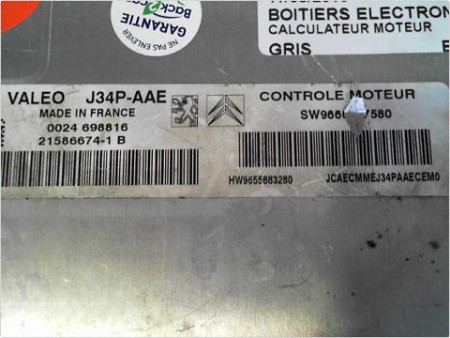 GARANTIE
NE PAS ENLEVER
BOITIERS ELECTRON
CALCULATEUR MOTEUR
GRIS
VALEO J34P-AAE
MADE IN FRANCE
0024 698816
21586674-1 B
CONTROLE MOTEUR
7580
HW9655883280
JCAECMMEJ34PAAECEM0